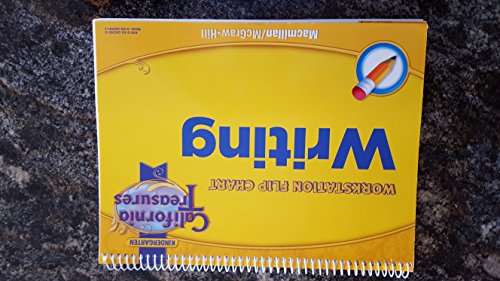 KINDERGARTEN
California
Treasures
WORKSTATION FLIP CHART
Writing
Macmillan/McGraw-Hill